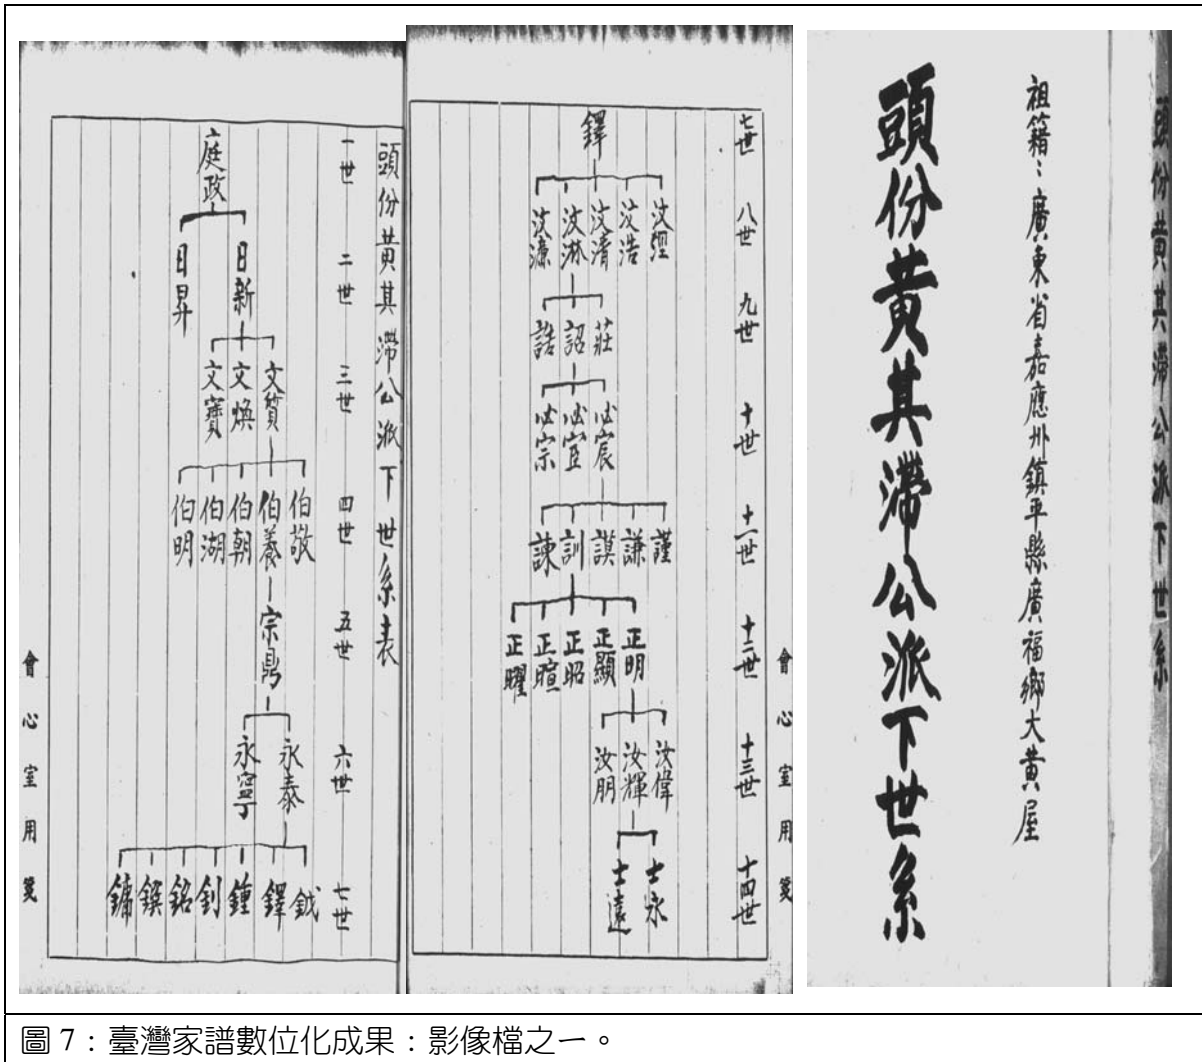 頭份黃其滯公派下世系
祖籍：廣東省嘉應州鎮平縣廣福鄉大黃屋
頭份黃其滯公派下世系
頭份黃其滯公派下世系表
一世
庭政
二世
日新
日昇
三世
文質
文煥
文寶
四世
伯敬
伯養
伯朝
伯湖
伯明
五世
宗鼎
六世
永泰
永寧
七世
鉞
鐸
鍾
釗
銘
鏌
鏞
會心室用箋
七世
鐸
八世
汶浩
汶清
汶淋
汶濂
九世
莊
詔
誥
十世
必宸
必宜
必宗
十一世
謹
謙
謨
訓
諫
十二世
正明
正顯
正昭
正暄
正曜
十三世
汝偉
汝輝
汝朋
十四世
士永
士遠
會心室用箋
圖 7：臺灣家譜數位化成果：影像檔之一。